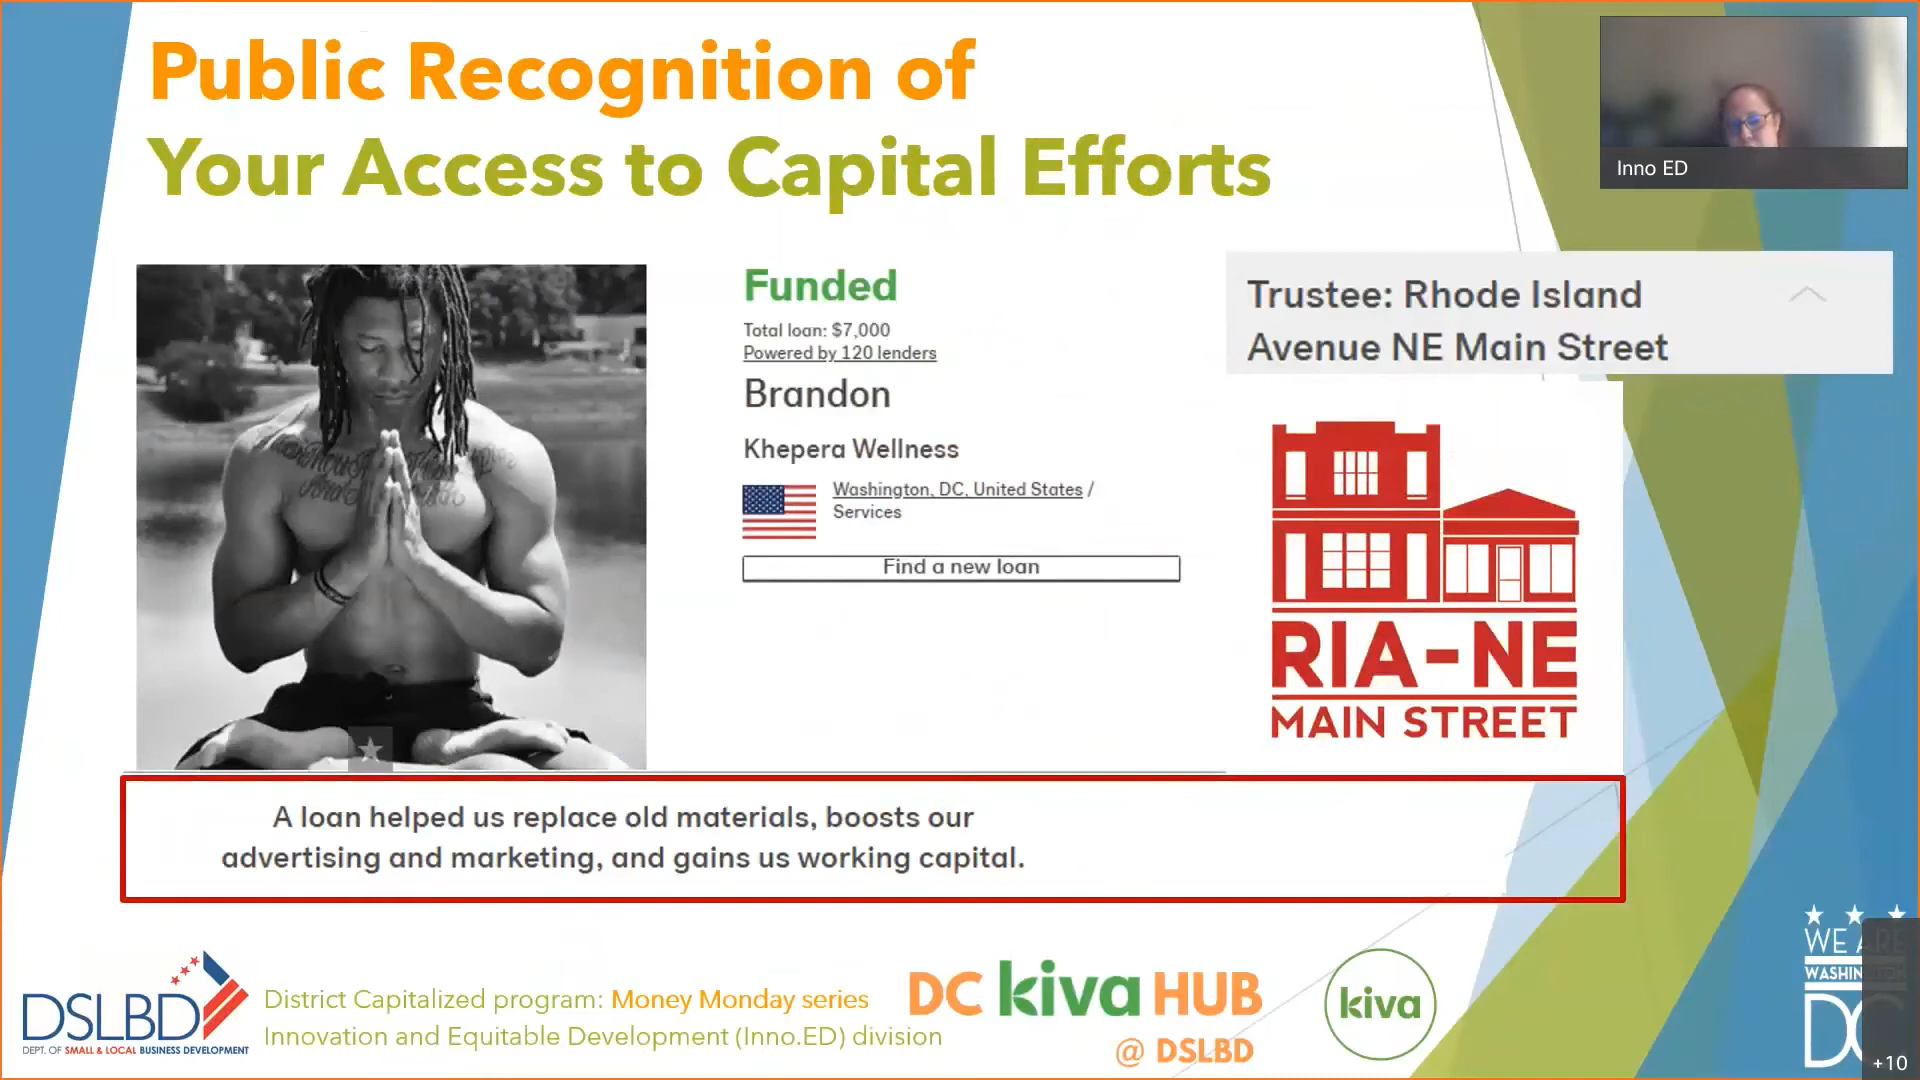 Public Recognition of
Your Access to Capital Efforts
Inno ED
Funded
Total loan: $7,000
Powered by 120 lenders
Brandon
Khepera Wellness
Washington, DC, United States /
Services
Find a new loan
Trustee: Rhode Island
Avenue NE Main Street
RIA-NE
MAIN STREET
A loan helped us replace old materials, boosts our
advertising and marketing, and gains us working capital.
DSLBD
DEPT. OF SMALL & LOCAL BUSINESS DEVELOPMENT
District Capitalized program: Money Monday series
Innovation and Equitable Development (Inno.ED) division
DC kiva HUB
@ DSLBD
kiva
WE ARE
WASHINGTON
DC
+10